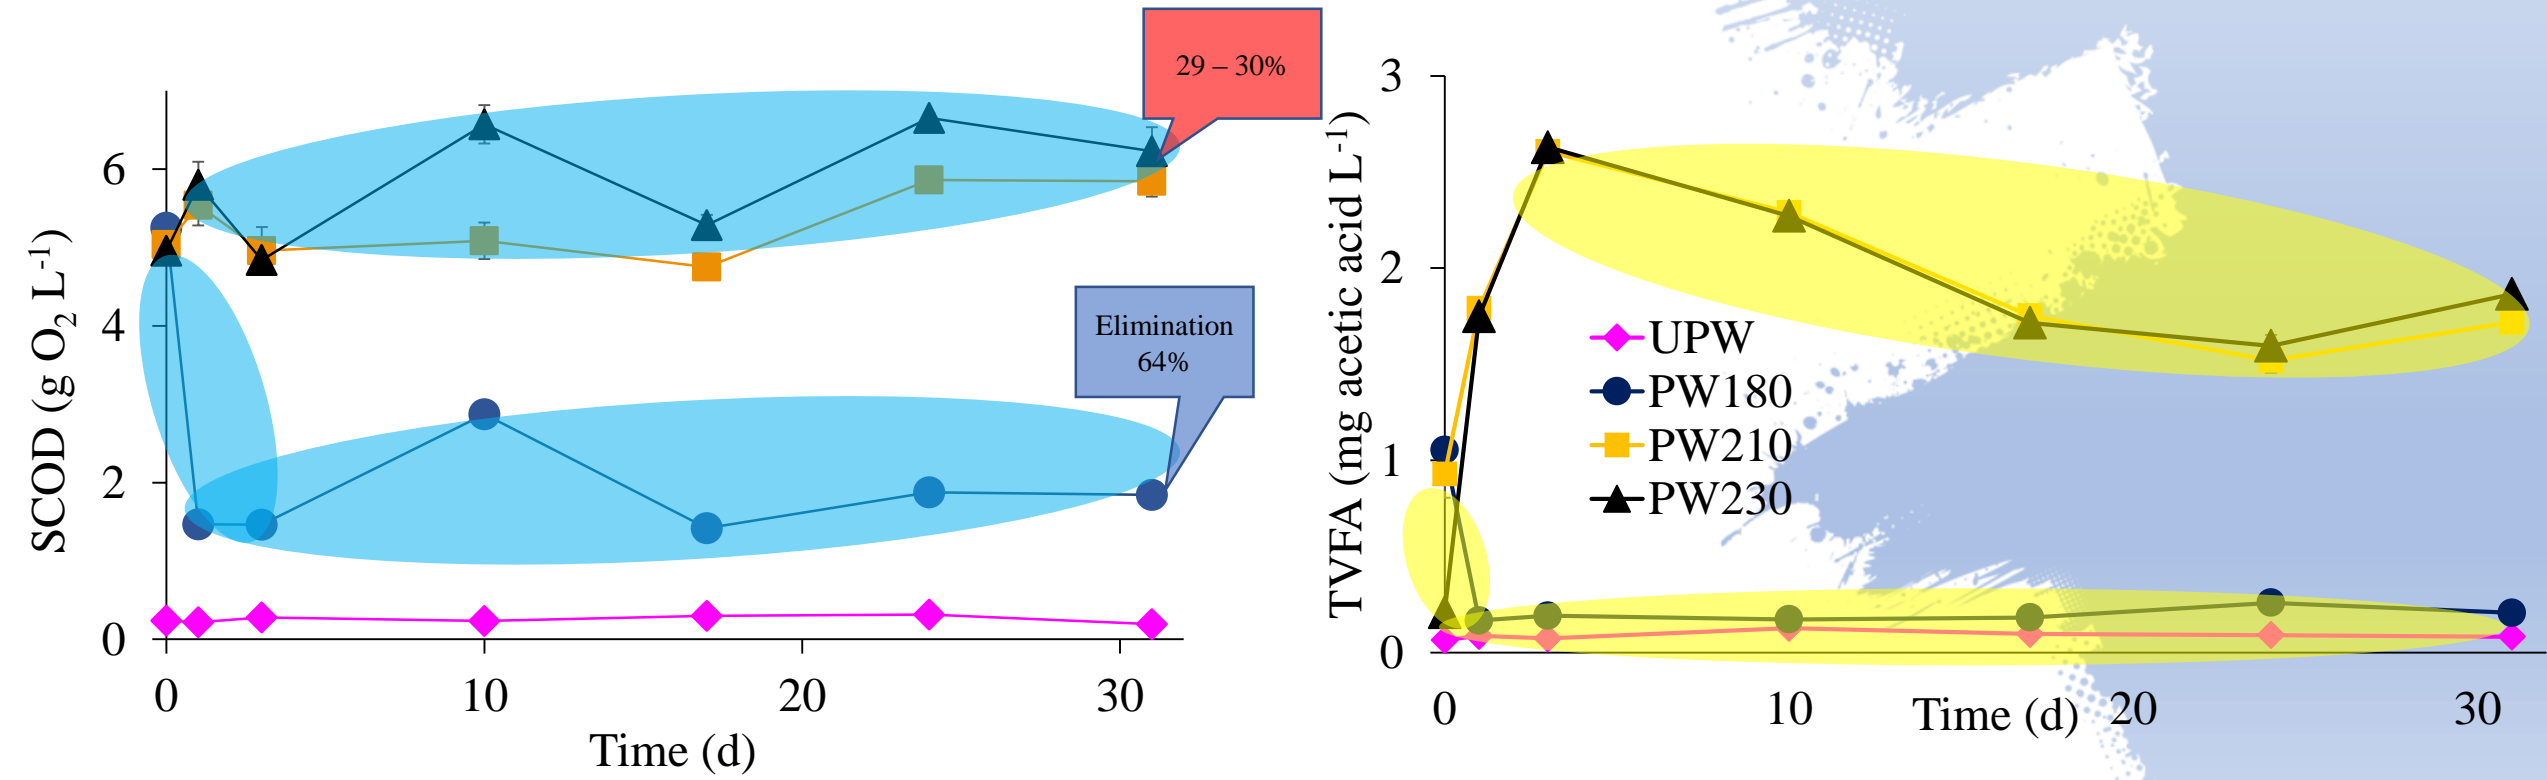 29 – 30%
Elimination
64%
SCOD (g O₂ L⁻¹)
6
4
2
0
0 10 20 30
Time (d)
TVFA (mg acetic acid L⁻¹)
3
2
1
0
UPW
PW180
PW210
PW230
0 10 20 30
Time (d)